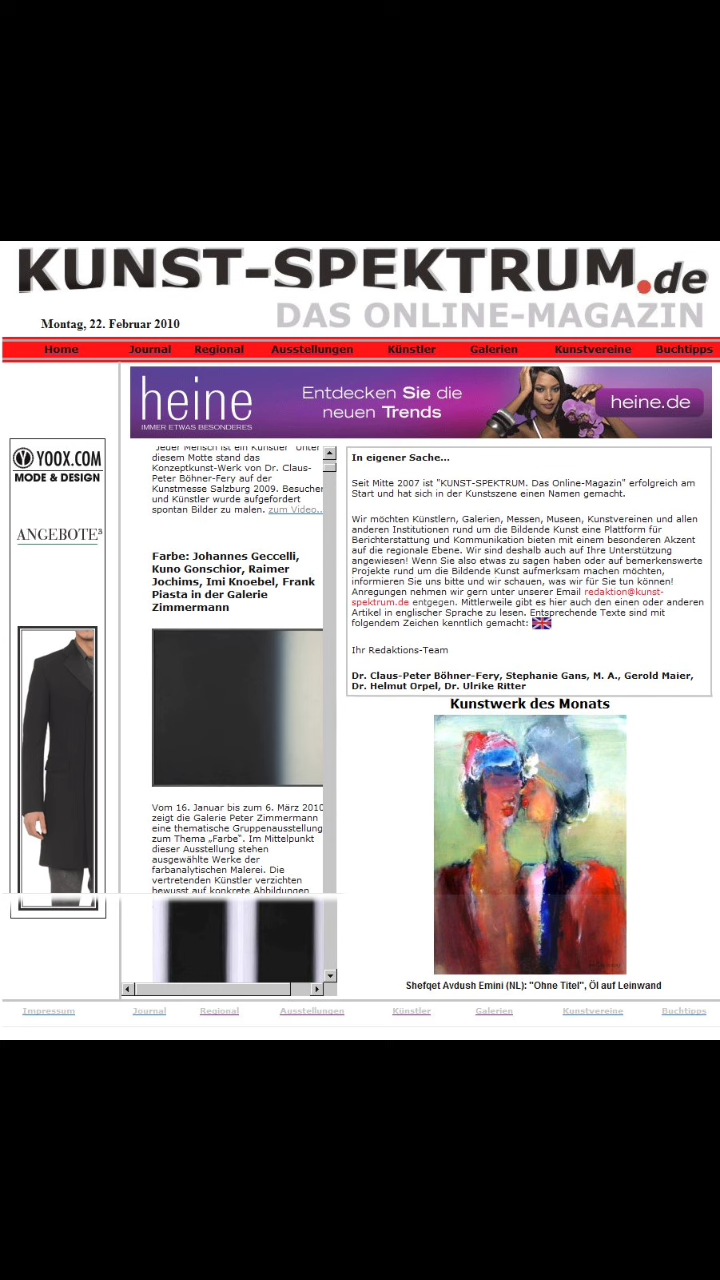 KUNST-SPEKTRUM.de
DAS ONLINE-MAGAZIN
Montag, 22. Februar 2010
Home Journal Regional Ausstellungen Künstler Galerien Kunstvereine Buchtipps
heine
IMMER ETWAS BESONDERES
Entdecken Sie die
neuen Trends
heine.de
YOOX.COM
MODE & DESIGN
ANGEBOTE³
"Jeder Mensch ist ein Künstler" Unter
diesem Motte stand das
Konzeptkunst-Werk von Dr. Claus-
Peter Böhner-Fery auf der
Kunstmesse Salzburg 2009. Besucher
und Künstler wurde aufgefordert
spontan Bilder zu malen. zum Video..
Farbe: Johannes Geccelli,
Kuno Gonschior, Raimer
Jochims, Imi Knoebel, Frank
Piasta in der Galerie
Zimmermann
Vom 16. Januar bis zum 6. März 2010
zeigt die Galerie Peter Zimmermann
eine thematische Gruppenausstellung
zum Thema „Farbe“. Im Mittelpunkt
dieser Ausstellung stehen
ausgewählte Werke der
farbanalytischen Malerei. Die
vertretenden Künstler verzichten
bewusst auf konkrete Abbildungen
In eigener Sache...
Seit Mitte 2007 ist "KUNST-SPEKTRUM. Das Online-Magazin" erfolgreich am
Start und hat sich in der Kunstszene einen Namen gemacht.
Wir möchten Künstlern, Galerien, Messen, Museen, Kunstvereinen und allen
anderen Institutionen rund um die Bildende Kunst eine Plattform für
Berichterstattung und Kommunikation bieten mit einem besonderen Akzent
auf die regionale Ebene. Wir sind deshalb auch auf Ihre Unterstützung
angewiesen! Wenn Sie also etwas zu sagen haben oder auf bemerkenswerte
Projekte rund um die Bildende Kunst aufmerksam machen möchten,
informieren Sie uns bitte und wir schauen, was wir für Sie tun können!
Anregungen nehmen wir gern unter unserer Email redaktion@kunst-
spektrum.de entgegen. Mittlerweile gibt es hier auch den einen oder anderen
Artikel in englischer Sprache zu lesen. Entsprechende Texte sind mit
folgendem Zeichen kenntlich gemacht:
Ihr Redaktions-Team
Dr. Claus-Peter Böhner-Fery, Stephanie Gans, M. A., Gerold Maier,
Dr. Helmut Orpel, Dr. Ulrike Ritter
Kunstwerk des Monats
Shefqet Avdush Emini (NL): "Ohne Titel", Öl auf Leinwand
Impressum Journal Regional Ausstellungen Künstler Galerien Kunstvereine Buchtipps